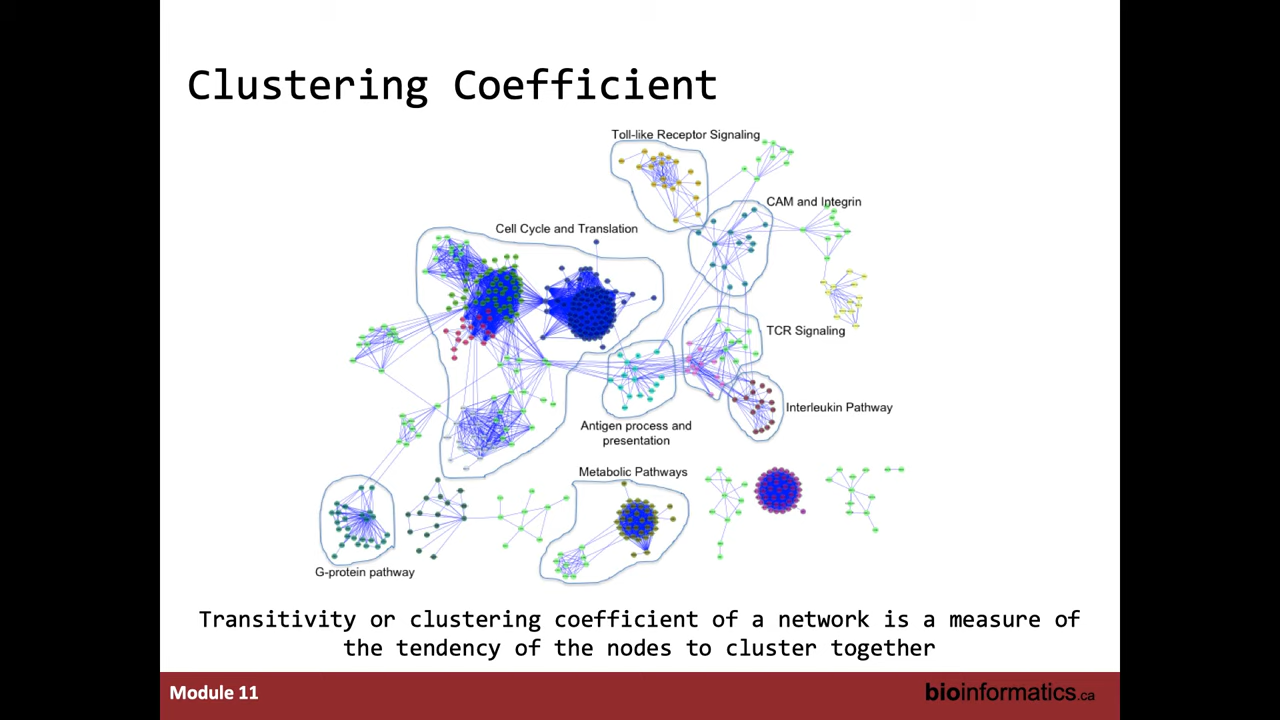 Clustering Coefficient
Toll-like Receptor Signaling
CAM and Integrin
Cell Cycle and Translation
TCR Signaling
Interleukin Pathway
Antigen process and
presentation
Metabolic Pathways
G-protein pathway
Transitivity or clustering coefficient of a network is a measure of
the tendency of the nodes to cluster together
Module 11
bioinformatics.ca